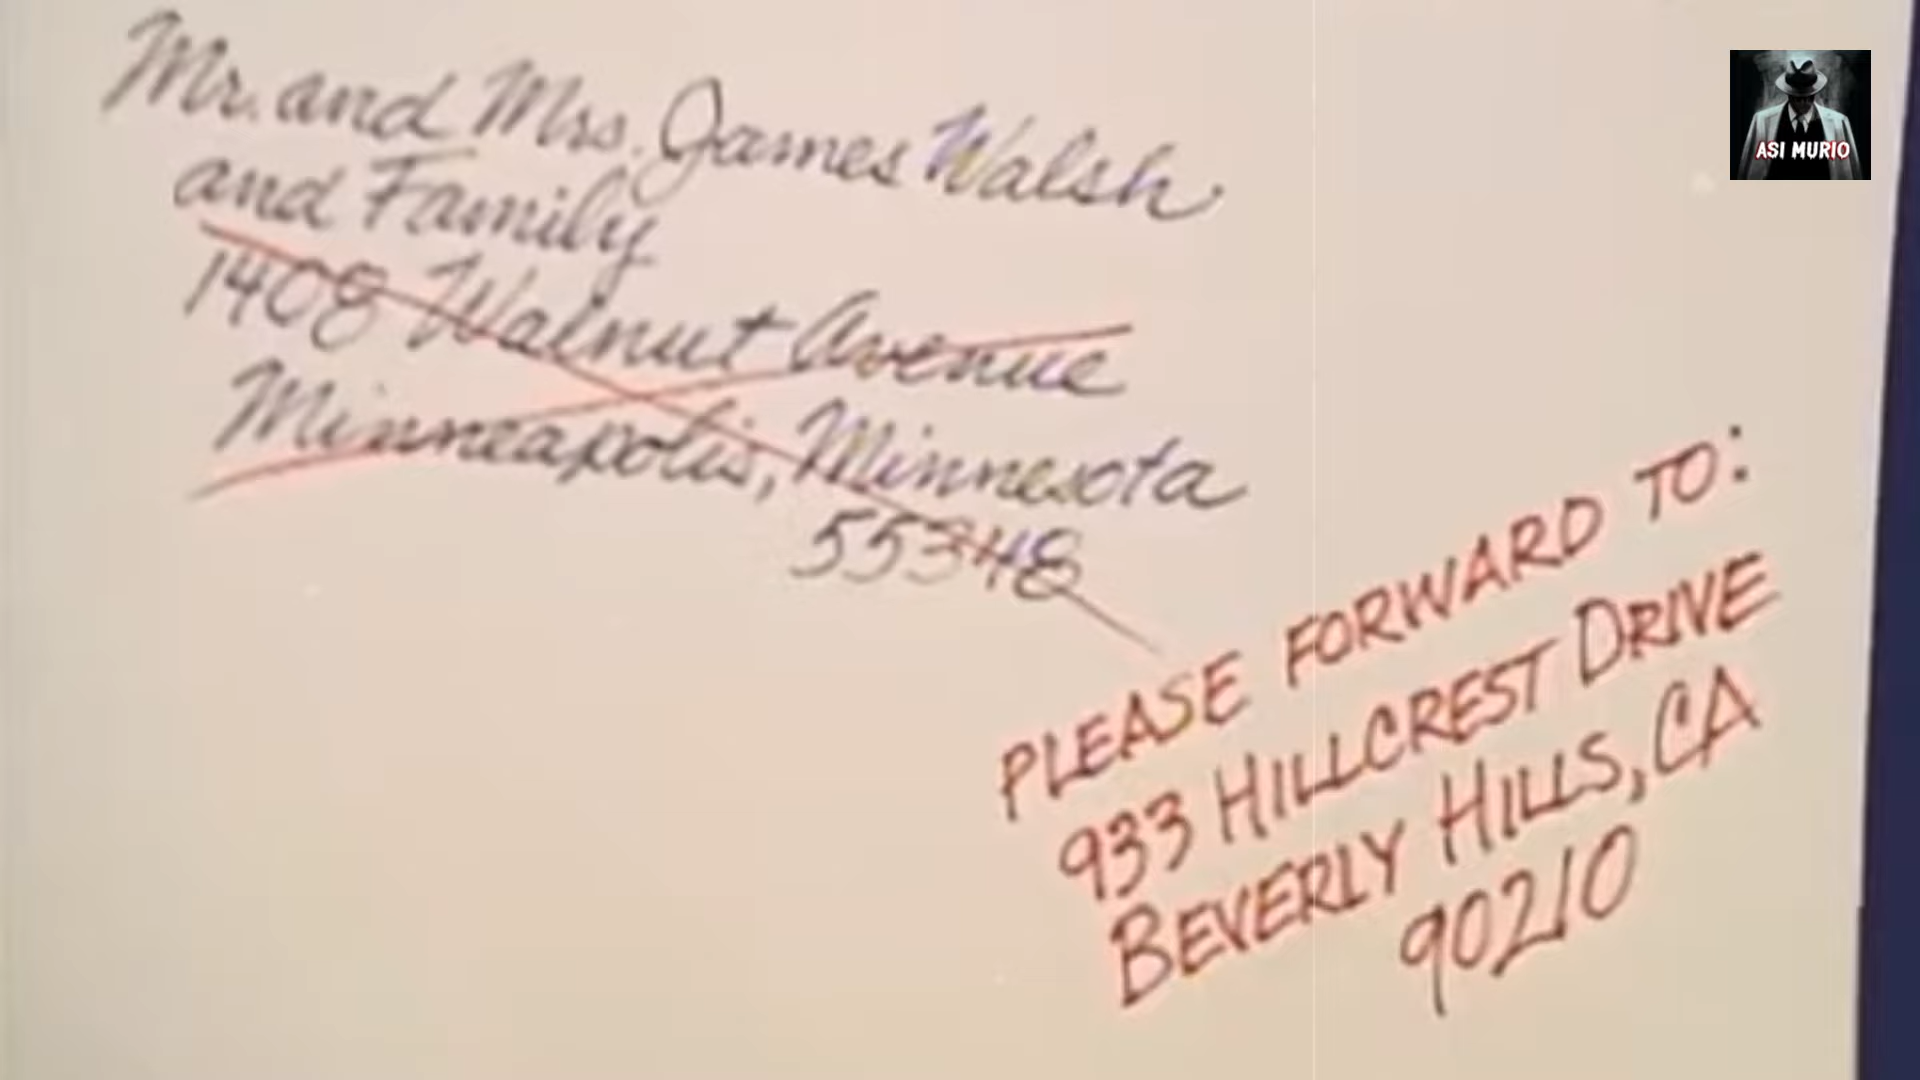 Mr. and Mrs. James Walsh
and Family
1408 Walnut Avenue
Minneapolis, Minnesota
55348
PLEASE FORWARD TO:
933 HILLCREST DRIVE
BEVERLY HILLS, CA
90210
ASI MURIO